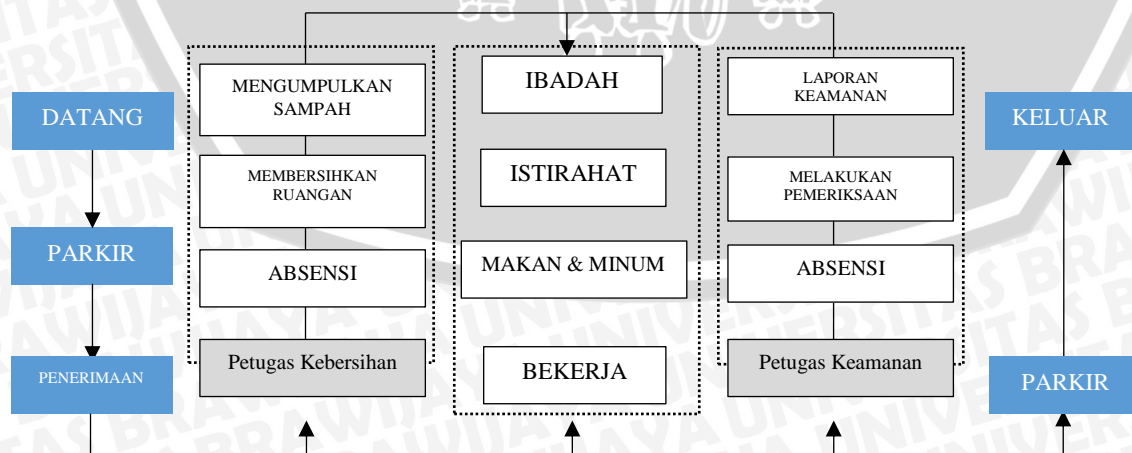 DATANG
PARKIR
PENERIMAAN
MENGUMPULKAN
SAMPAH
MEMBERSIHKAN
RUANGAN
ABSENSI
Petugas Kebersihan
IBADAH
ISTIRAHAT
MAKAN & MINUM
BEKERJA
LAPORAN
KEAMANAN
MELAKUKAN
PEMERIKSAAN
ABSENSI
Petugas Keamanan
KELUAR
PARKIR